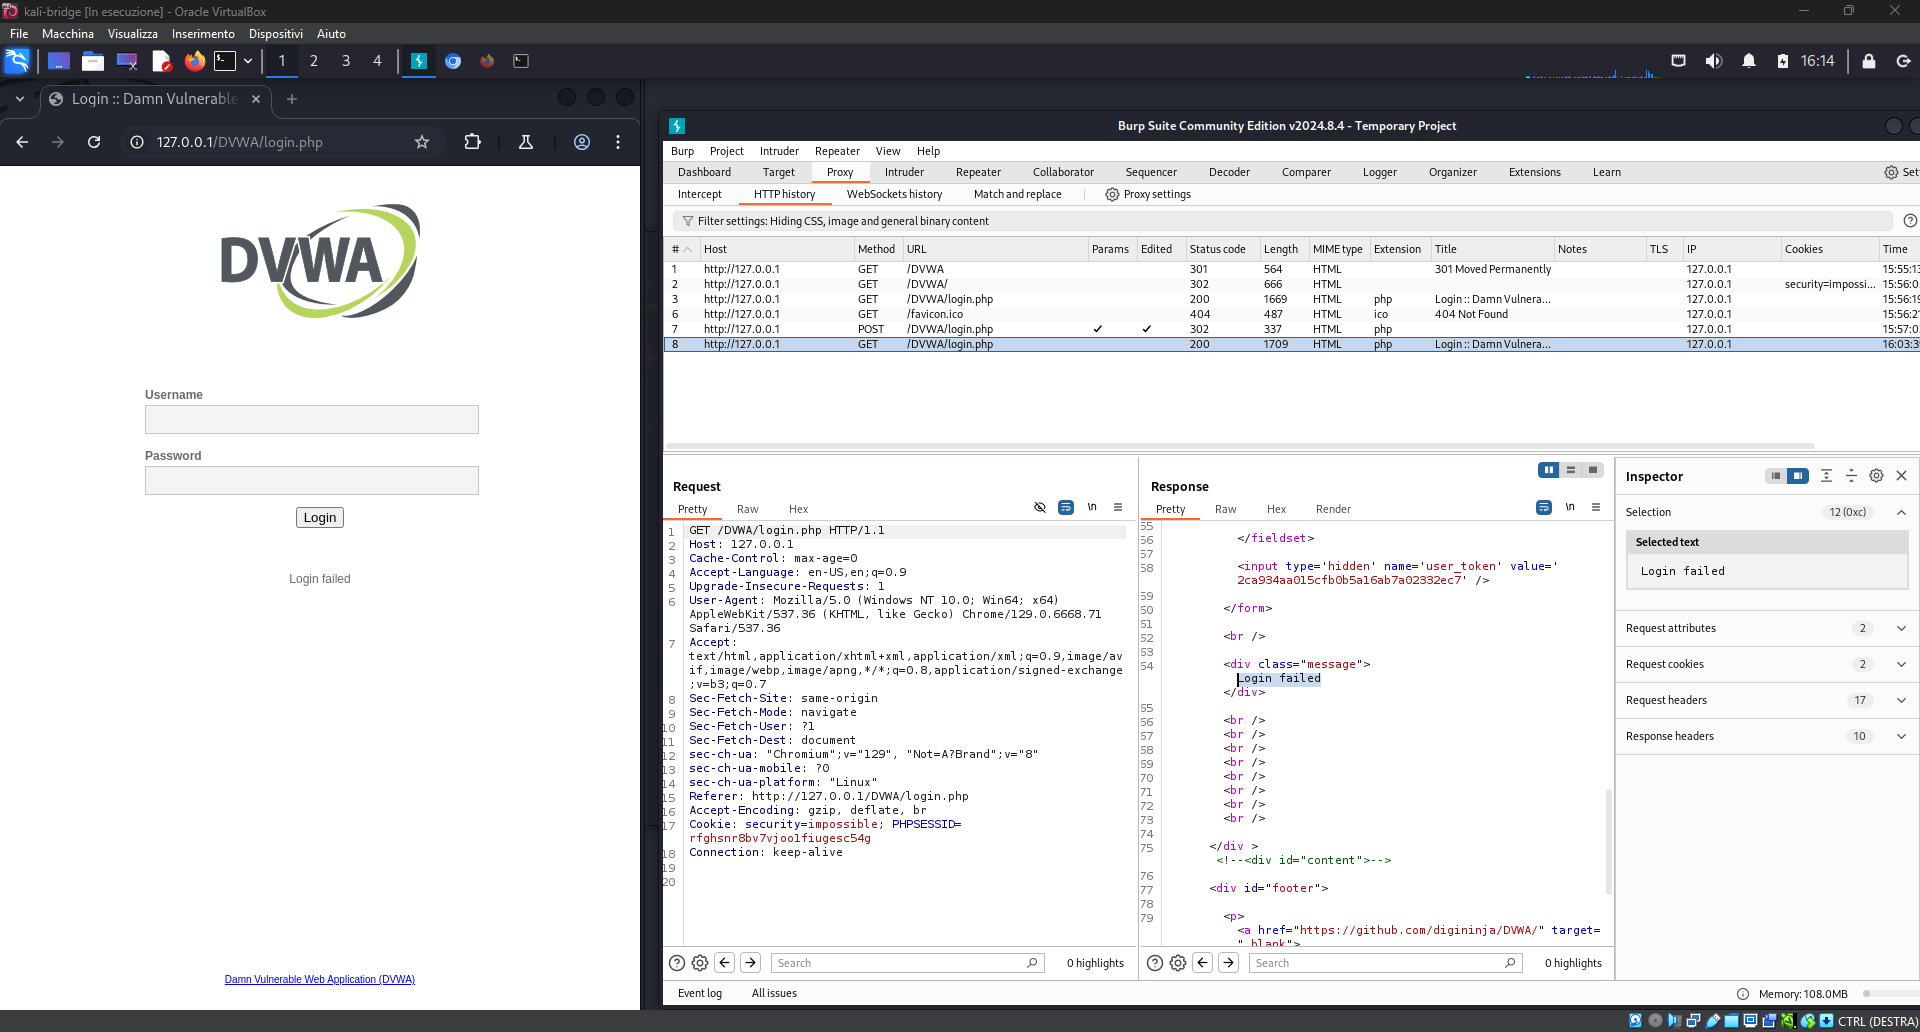 kali-bridge [In esecuzione] - Oracle VirtualBox
File Macchina Visualizza Inserimento Dispositivi Aiuto
1 2 3 4
16:14
Login :: Damn Vulnerable
127.0.0.1/DVWA/login.php
DVWA
Username
Password
Login
Login failed
Damn Vulnerable Web Application (DVWA)
Burp Suite Community Edition v2024.8.4 - Temporary Project
Burp Project Intruder Repeater View Help
Dashboard Target Proxy Intruder Repeater Collaborator Sequencer Decoder Comparer Logger Organizer Extensions Learn Set
Intercept HTTP history WebSockets history Match and replace Proxy settings
Filter settings: Hiding CSS, image and general binary content
# Host Method URL Params Edited Status code Length MIME type Extension Title Notes TLS IP Cookies Time
1 http://127.0.0.1 GET /DVWA 301 564 HTML 301 Moved Permanently 127.0.0.1 15:55:13
2 http://127.0.0.1 GET /DVWA/ 302 666 HTML 127.0.0.1 security=impossi... 15:56:0
3 http://127.0.0.1 GET /DVWA/login.php 200 1669 HTML php Login :: Damn Vulnera... 127.0.0.1 15:56:19
6 http://127.0.0.1 GET /favicon.ico 404 487 HTML ico 404 Not Found 127.0.0.1 15:56:2
7 http://127.0.0.1 POST /DVWA/login.php ✓ ✓ 302 337 HTML php 127.0.0.1 15:57:0
8 http://127.0.0.1 GET /DVWA/login.php 200 1709 HTML php Login :: Damn Vulnera... 127.0.0.1 16:03:3
Request
Pretty Raw Hex
\n
1 GET /DVWA/login.php HTTP/1.1
2 Host: 127.0.0.1
3 Cache-Control: max-age=0
4 Accept-Language: en-US,en;q=0.9
5 Upgrade-Insecure-Requests: 1
6 User-Agent: Mozilla/5.0 (Windows NT 10.0; Win64; x64)
AppleWebKit/537.36 (KHTML, like Gecko) Chrome/129.0.6668.71
Safari/537.36
7 Accept:
text/html,application/xhtml+xml,application/xml;q=0.9,image/av
if,image/webp,image/apng,*/*;q=0.8,application/signed-exchange
;v=b3;q=0.7
8 Sec-Fetch-Site: same-origin
9 Sec-Fetch-Mode: navigate
10 Sec-Fetch-User: ?1
11 Sec-Fetch-Dest: document
12 sec-ch-ua: "Chromium";v="129", "Not=A?Brand";v="8"
13 sec-ch-ua-mobile: ?0
14 sec-ch-ua-platform: "Linux"
15 Referer: http://127.0.0.1/DVWA/login.php
16 Accept-Encoding: gzip, deflate, br
17 Cookie: security=impossible; PHPSESSID=
rfghsnr8bv7vjoo1fiugesc54g
18 Connection: keep-alive
19
20
Search
0 highlights
Response
Pretty Raw Hex Render
\n
55
56 </fieldset>
57
58 <input type='hidden' name='user_token' value='
2ca934aa015cfb0b5a16ab7a02332ec7' />
59
60 </form>
61
62 <br />
63
64 <div class="message">
Login failed
</div>
65
66 <br />
67 <br />
68 <br />
69 <br />
70 <br />
71 <br />
72 <br />
73 <br />
74
75 </div >
<!--<div id="content">-->
76
77 <div id="footer">
78
79 <p>
<a href="https://github.com/digininja/DVWA/" target=
"_blank">
Search
0 highlights
Inspector
Selection 12 (0xc)
Selected text
Login failed
Request attributes 2
Request cookies 2
Request headers 17
Response headers 10
Event log All issues
Memory: 108.0MB
CTRL (DESTRA)